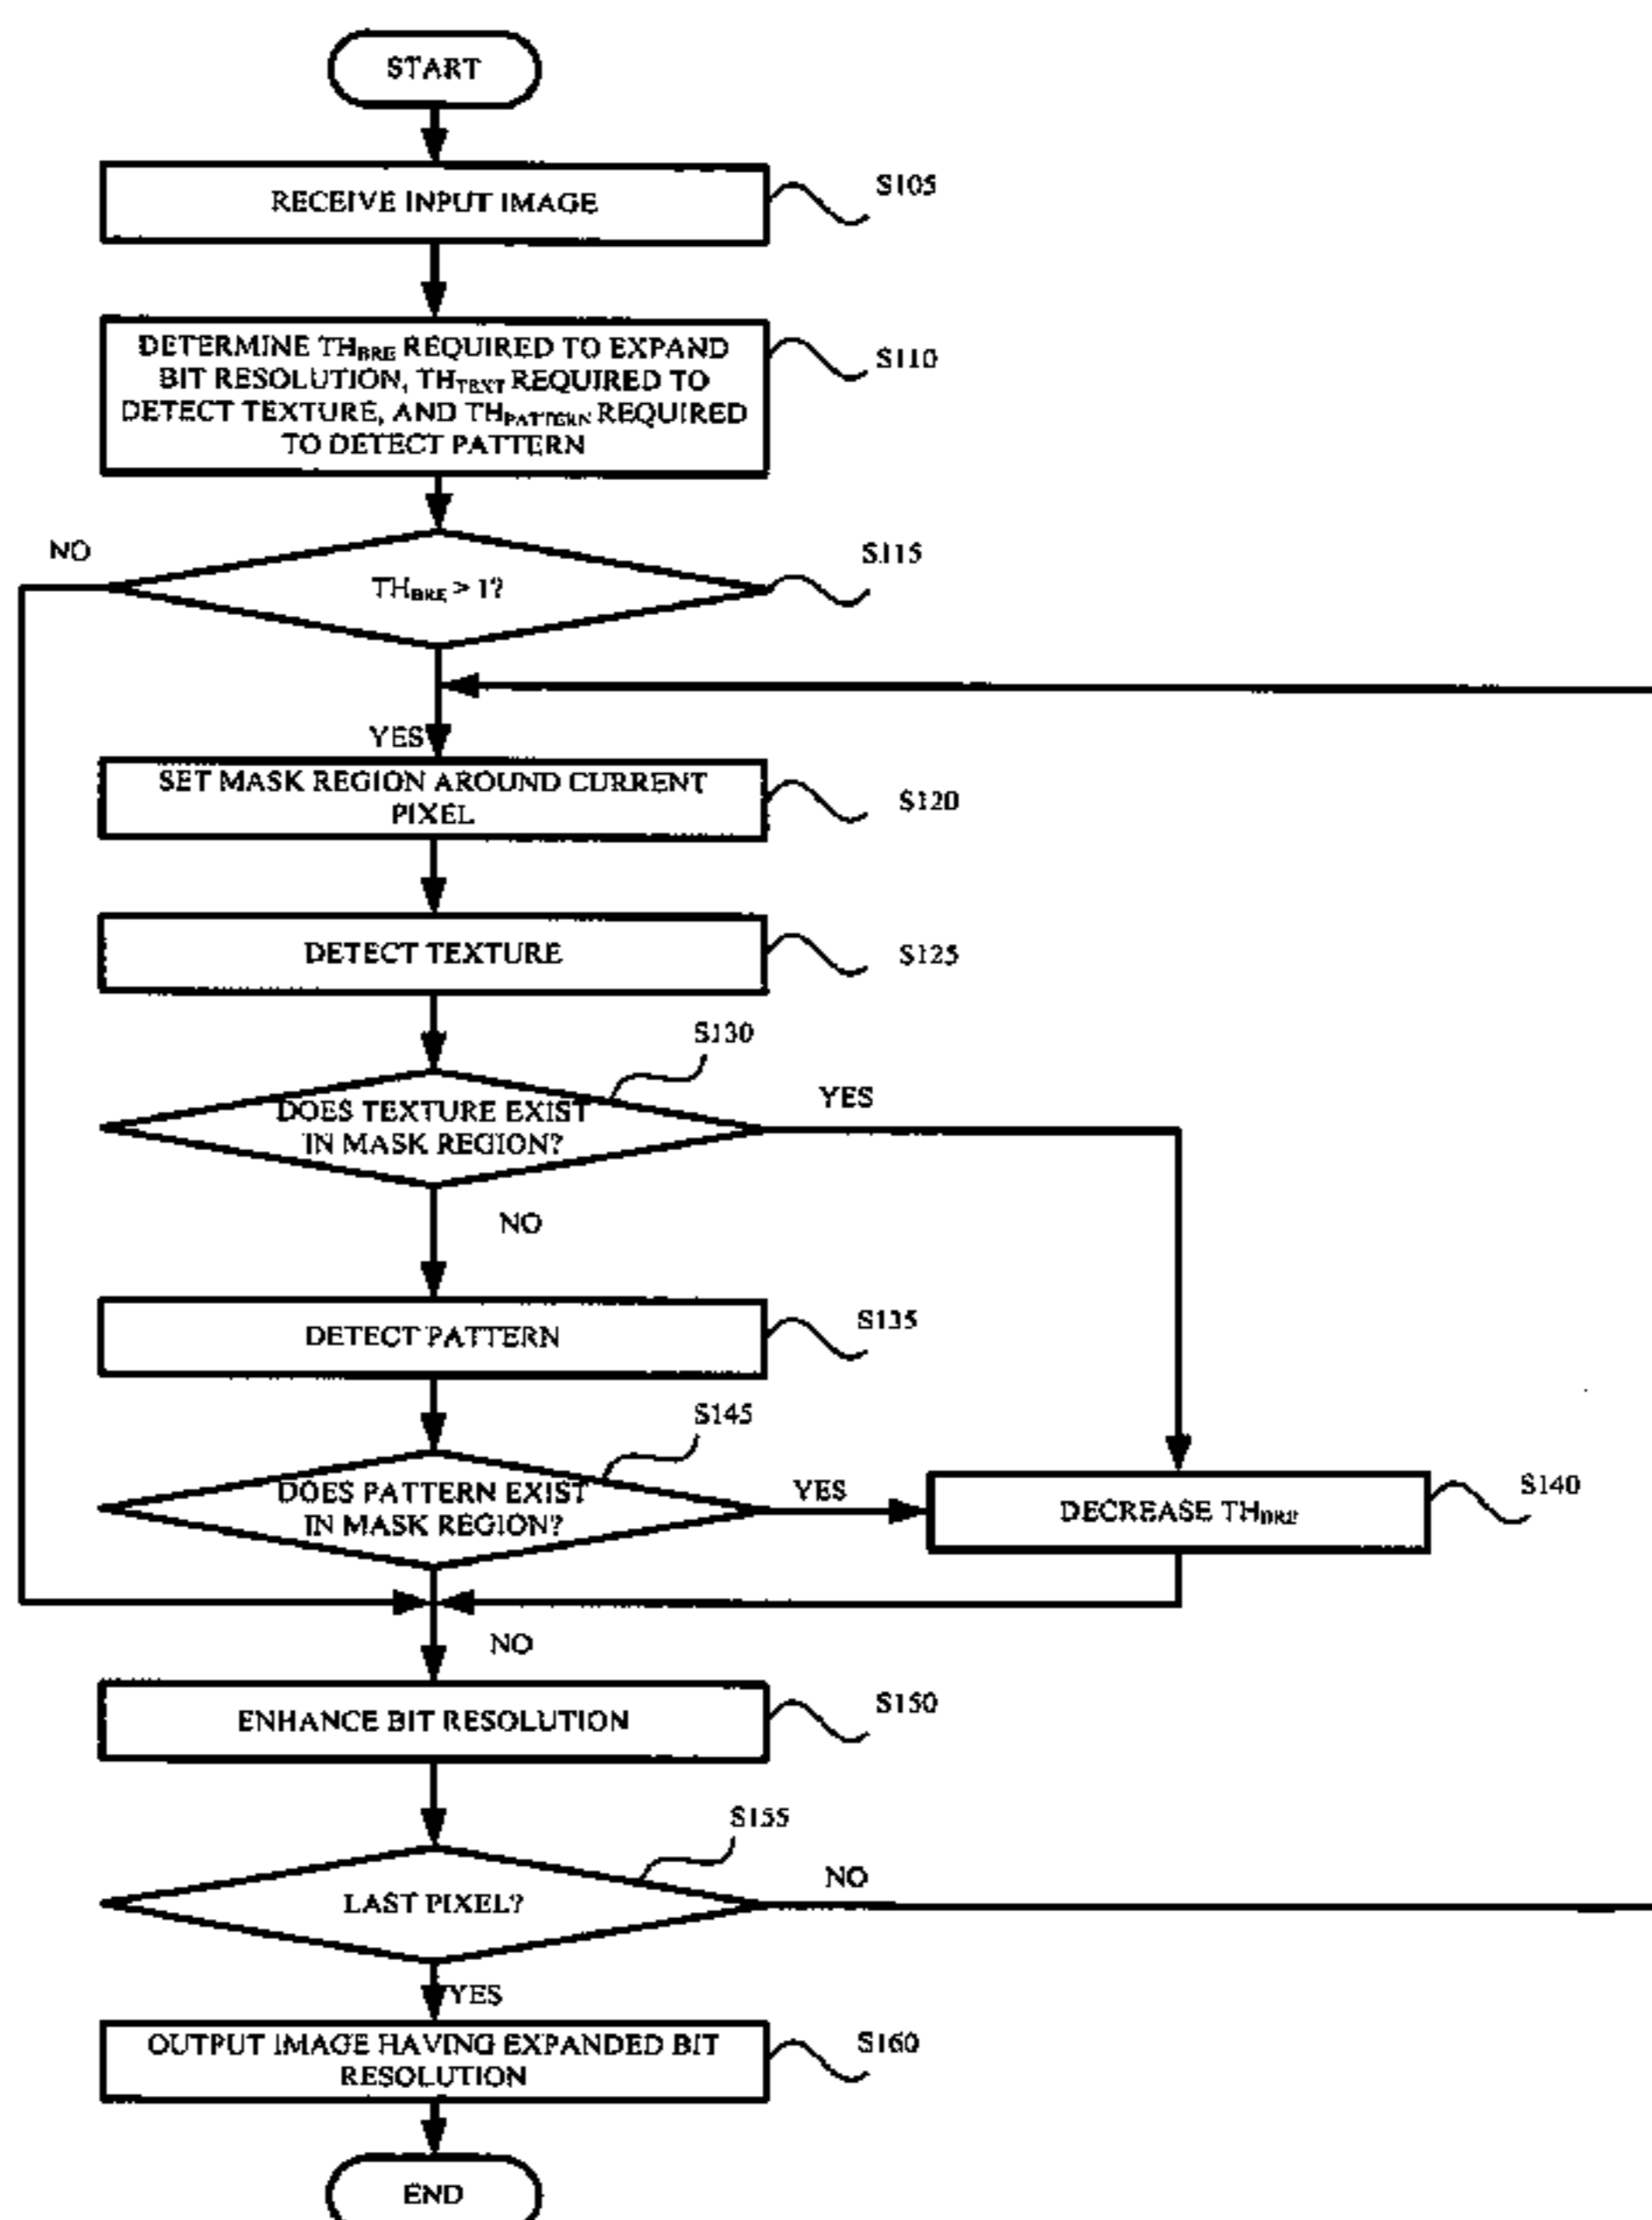 START
RECEIVE INPUT IMAGE
S105
DETERMINE TH_BRE REQUIRED TO EXPAND
BIT RESOLUTION, TH_TEXT REQUIRED TO
DETECT TEXTURE, AND TH_PATTERN REQUIRED
TO DETECT PATTERN
S110
NO
TH_BRE > 1?
S115
YES
SET MASK REGION AROUND CURRENT
PIXEL
S120
DETECT TEXTURE
S125
S130
DOES TEXTURE EXIST
IN MASK REGION?
YES
NO
DETECT PATTERN
S135
S145
DOES PATTERN EXIST
IN MASK REGION?
YES
DECREASE TH_BRE
S140
NO
ENHANCE BIT RESOLUTION
S150
S155
LAST PIXEL?
NO
YES
OUTPUT IMAGE HAVING EXPANDED BIT
RESOLUTION
S160
END